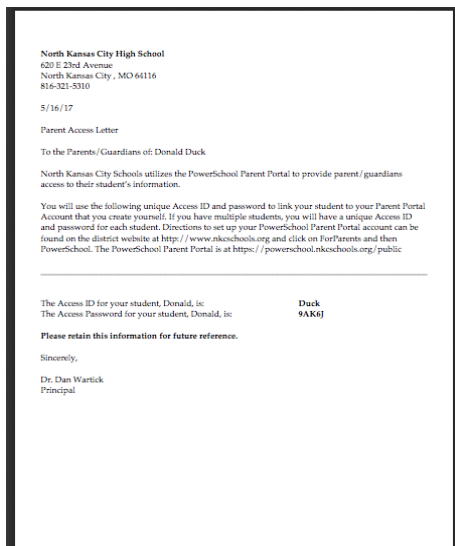 North Kansas City High School
620 E 23rd Avenue
North Kansas City , MO 64116
816-321-5310
5/16/17
Parent Access Letter
To the Parents/Guardians of: Donald Duck
North Kansas City Schools utilizes the PowerSchool Parent Portal to provide parent/guardians
access to their student's information.
You will use the following unique Access ID and password to link your student to your Parent Portal
Account that you create yourself. If you have multiple students, you will have a unique Access ID
and password for each student. Directions to set up your PowerSchool Parent Portal account can be
found on the district website at http://www.nkcschools.org and click on ForParents and then
PowerSchool. The PowerSchool Parent Portal is at https://powerschool.nkcschools.org/public
The Access ID for your student, Donald, is: Duck
The Access Password for your student, Donald, is: 9AK6J
Please retain this information for future reference.
Sincerely,
Dr. Dan Wartick
Principal